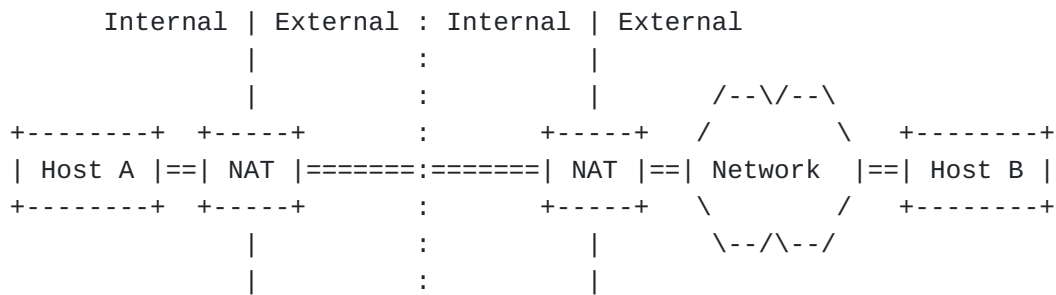 Internal | External : Internal | External
| : |
| : | /--\/--\
+--------+ +-----+ : +-----+ / \ +--------+
| Host A |==| NAT |=======:=======| NAT |==| Network |==| Host B |
+--------+ +-----+ : +-----+ \ / +--------+
| : | \--/\--/
| : |